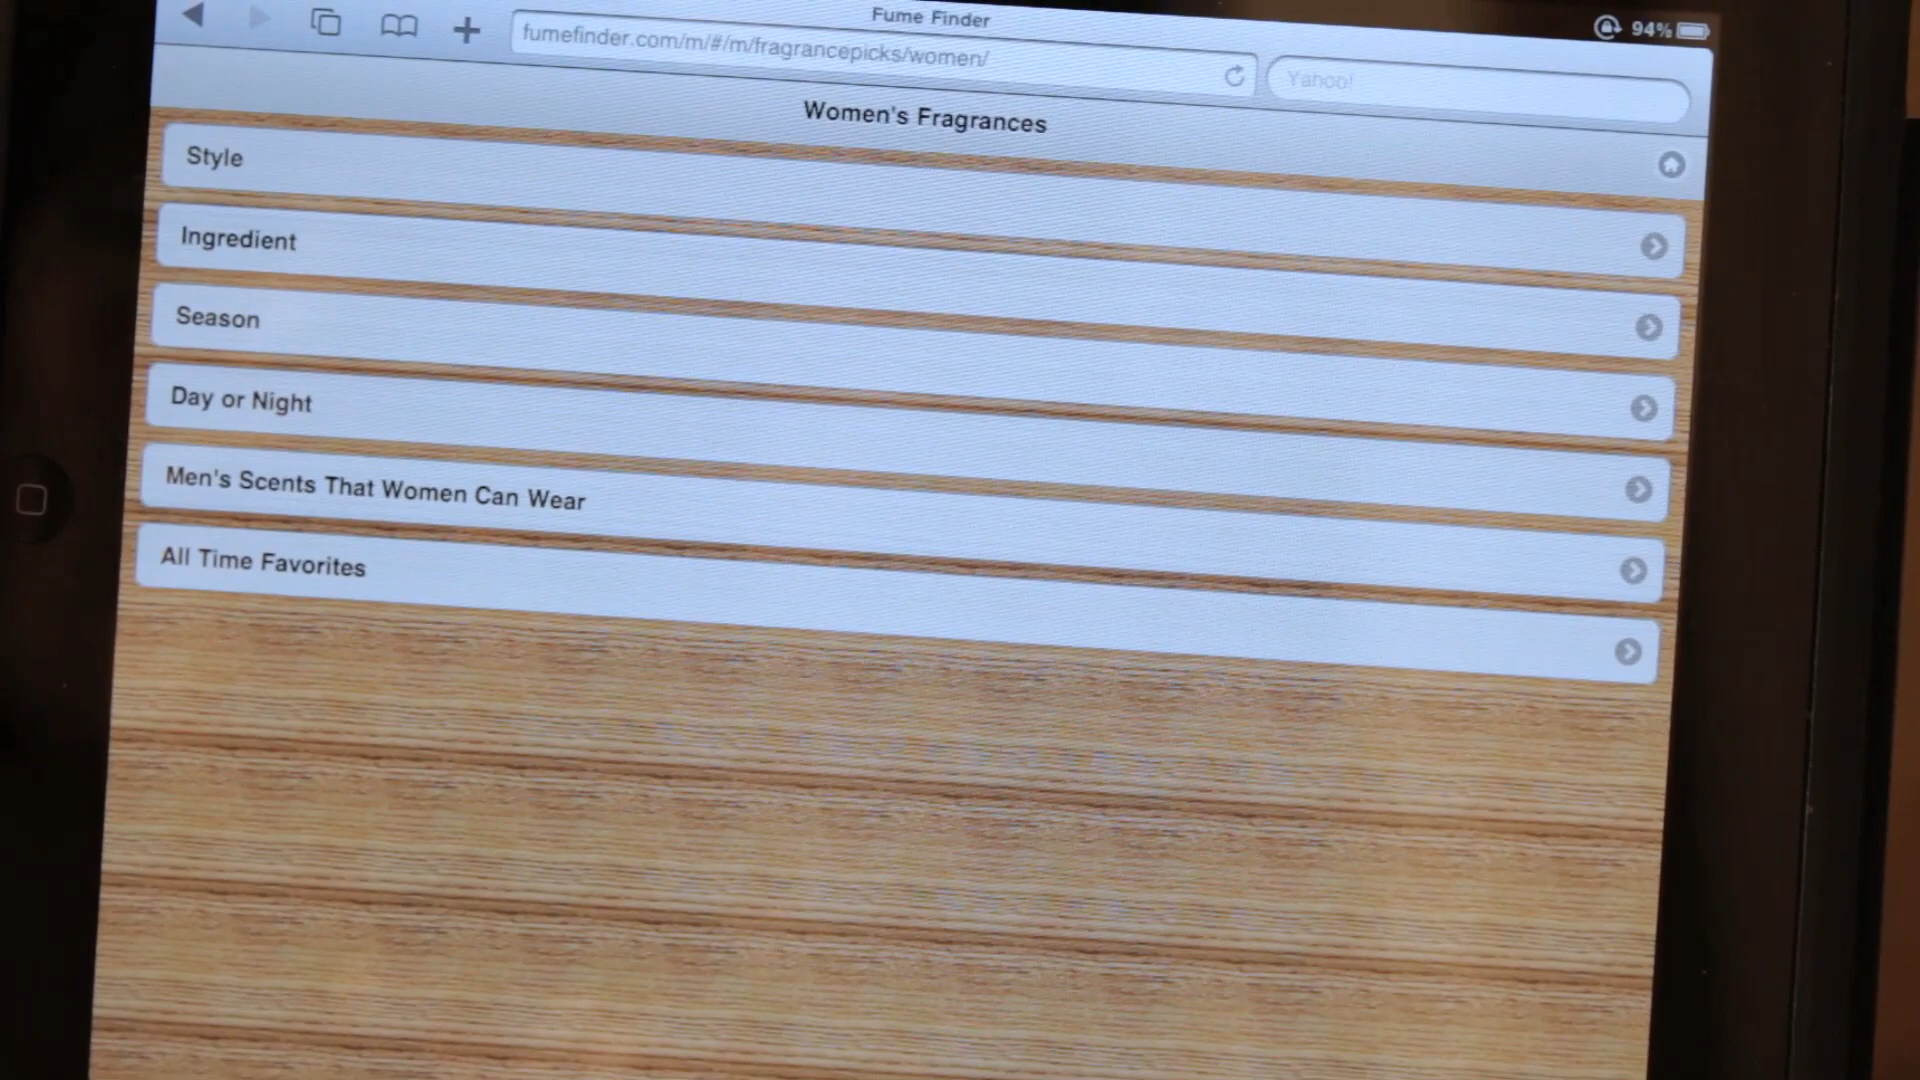 Fume Finder
94%
fumefinder.com/m/#/m/fragrancepicks/women/
Yahoo!
Women's Fragrances
Style
Ingredient
Season
Day or Night
Men's Scents That Women Can Wear
All Time Favorites